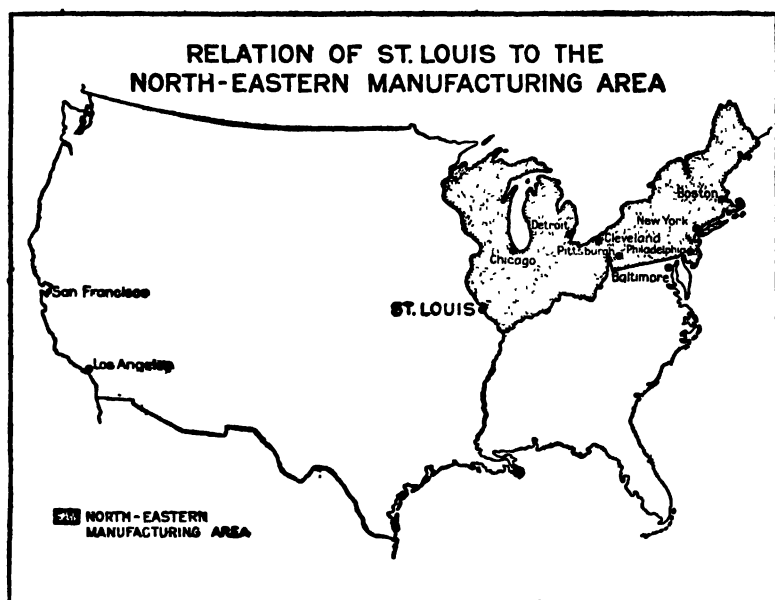 RELATION OF ST. LOUIS TO THE
NORTH-EASTERN MANUFACTURING AREA
Boston
New York
Detroit
Cleveland
Pittsburgh
Philadelphia
Chicago
Baltimore
San Francisco
ST. LOUIS
Los Angeles
NORTH-EASTERN
MANUFACTURING AREA